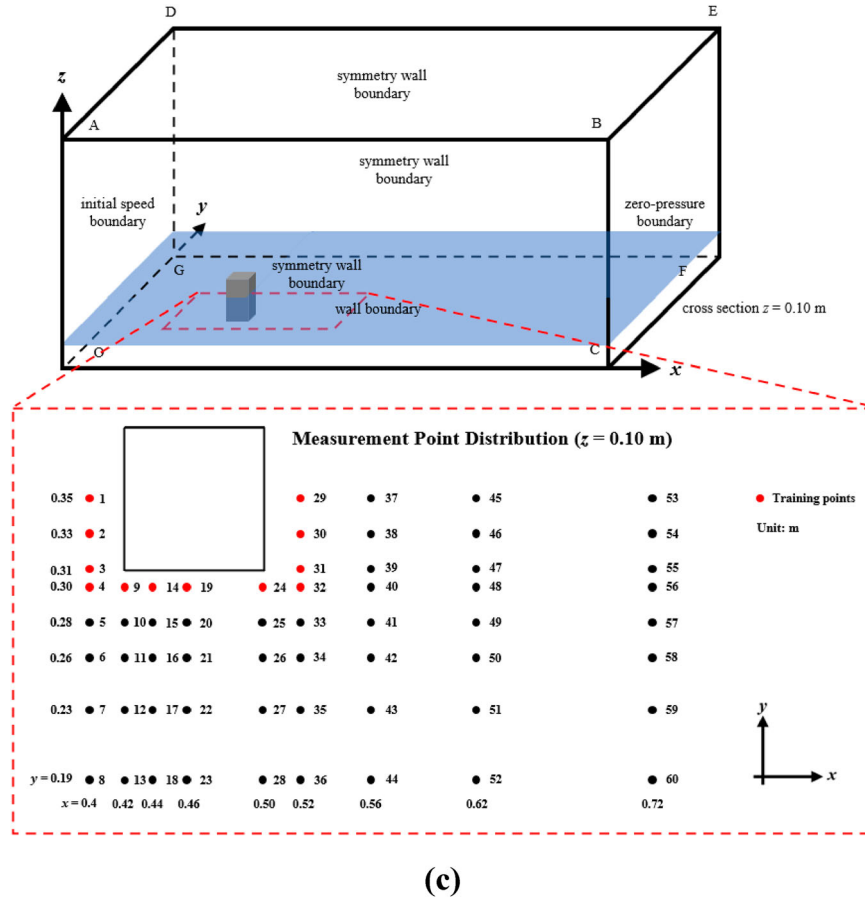 D
E
symmetry wall
boundary
z
A
B
symmetry wall
boundary
initial speed
boundary
y
zero-pressure
boundary
G
symmetry wall
boundary
F
wall boundary
cross section z = 0.10 m
O
C
x
Measurement Point Distribution (z = 0.10 m)
0.35 1 29 37 45 53 Training points
0.33 2 30 38 46 54 Unit: m
0.31 3 31 39 47 55
0.30 4 9 14 19 24 32 40 48 56
0.28 5 10 15 20 25 33 41 49 57
0.26 6 11 16 21 26 34 42 50 58
0.23 7 12 17 22 27 35 43 51 59
y
y = 0.19 8 13 18 23 28 36 44 52 60 x
x = 0.4 0.42 0.44 0.46 0.50 0.52 0.56 0.62 0.72
(c)